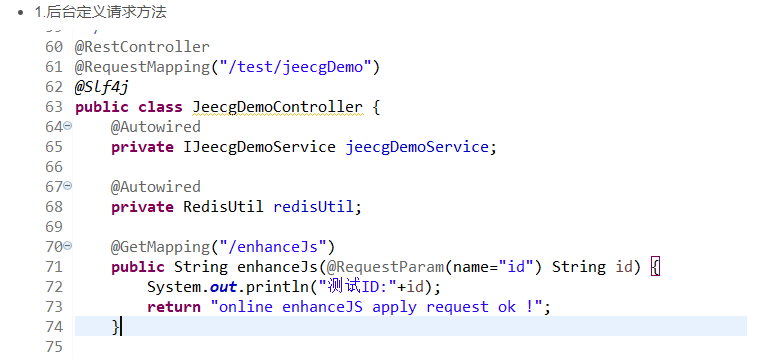 1.后台定义请求方法
60 @RestController
61 @RequestMapping("/test/jeecgDemo")
62 @Slf4j
63 public class JeecgDemoController {
64 @Autowired
65 private IJeecgDemoService jeecgDemoService;
66
67 @Autowired
68 private RedisUtil redisUtil;
69
70 @GetMapping("/enhanceJs")
71 public String enhanceJs(@RequestParam(name="id") String id) {
72 System.out.println("测试ID:"+id);
73 return "online enhanceJS apply request ok !";
74 }
75